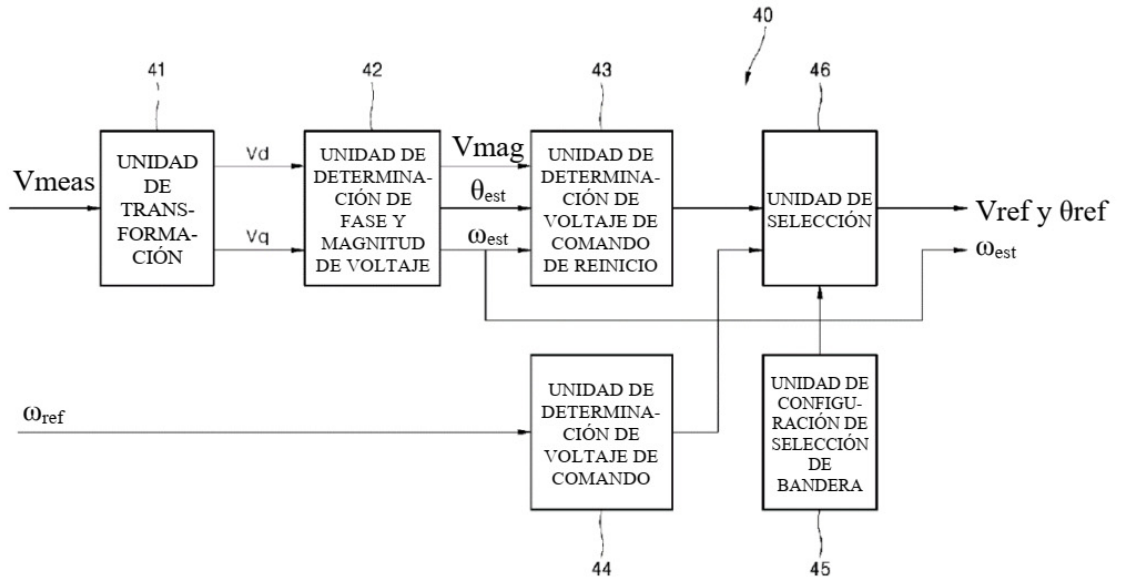 40
41
42
43
46
UNIDAD
DE
TRANS-
FORMA-
CIÓN
UNIDAD DE
DETERMINA-
CIÓN DE
FASE Y
MAGNITUD
DE VOLTAJE
UNIDAD DE
DETERMINA-
CIÓN DE
VOLTAJE DE
COMANDO
DE REINICIO
UNIDAD DE
SELECCIÓN
Vmeas
Vd
Vq
Vmag
θest
ωest
Vref y θref
ωest
ωref
UNIDAD DE
DETERMINA-
CIÓN DE
VOLTAJE DE
COMANDO
UNIDAD DE
CONFIGU-
RACIÓN DE
SELECCIÓN
DE
BANDERA
44
45